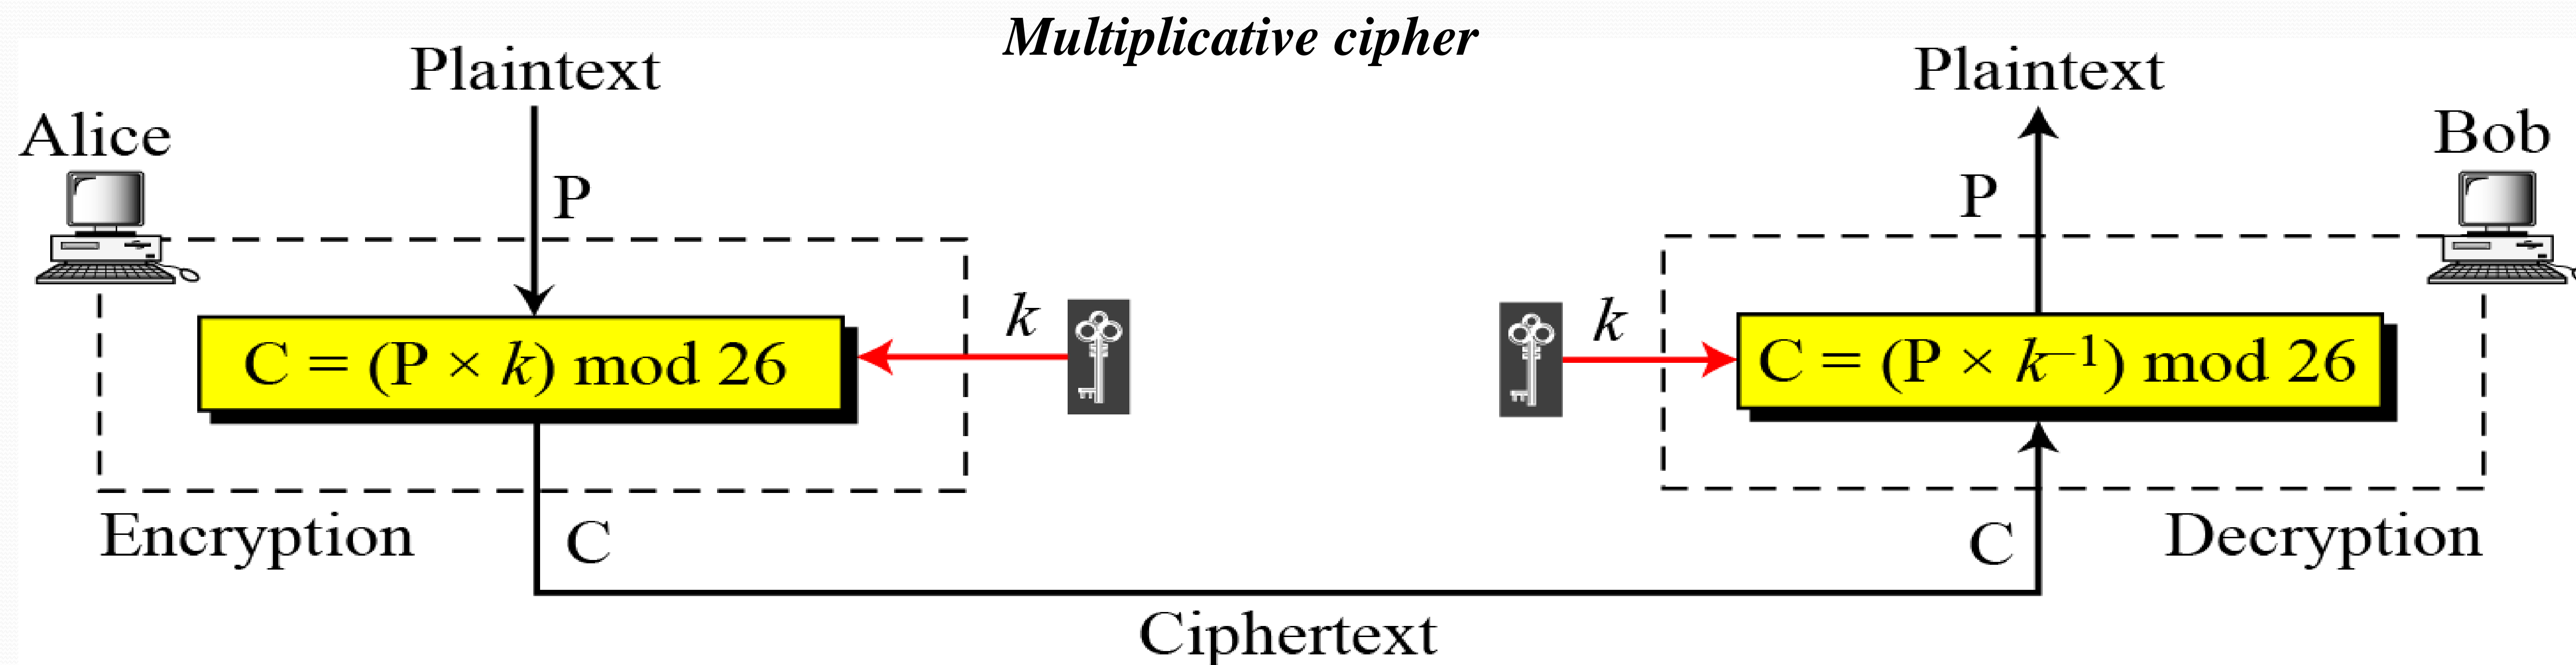 Multiplicative cipher
Plaintext
Plaintext
Alice
Bob
P
P
k
k
C = (P × k) mod 26
C = (P × k⁻¹) mod 26
Encryption
C
C
Decryption
Ciphertext